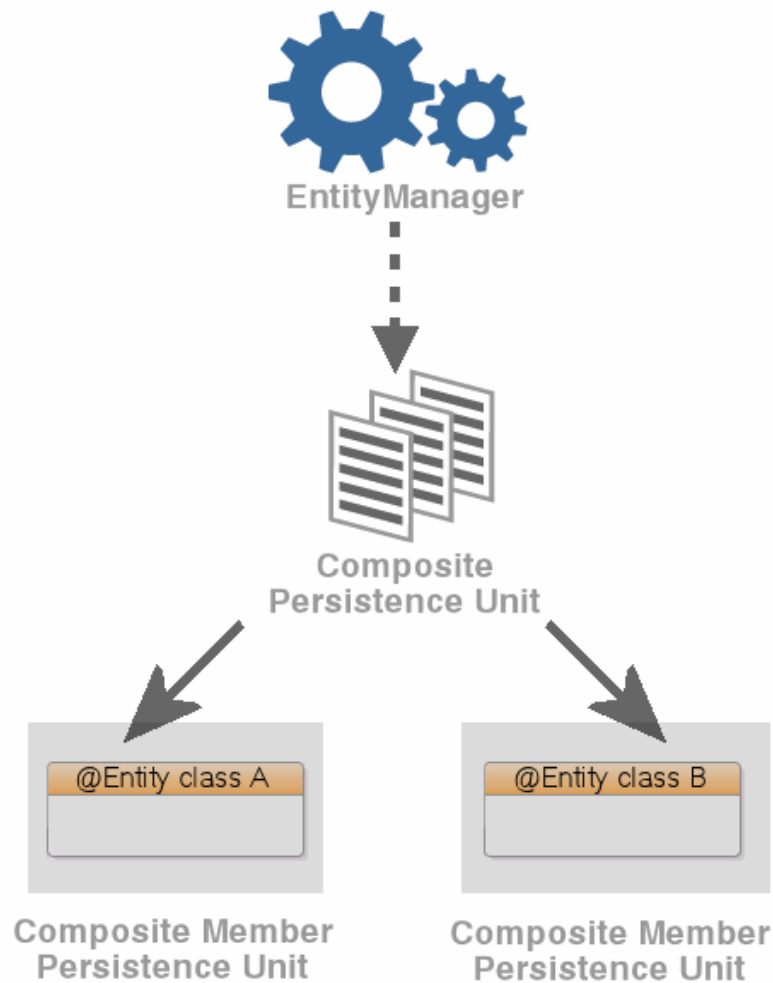 EntityManager
Composite
Persistence Unit
@Entity class A
@Entity class B
Composite Member
Persistence Unit
Composite Member
Persistence Unit